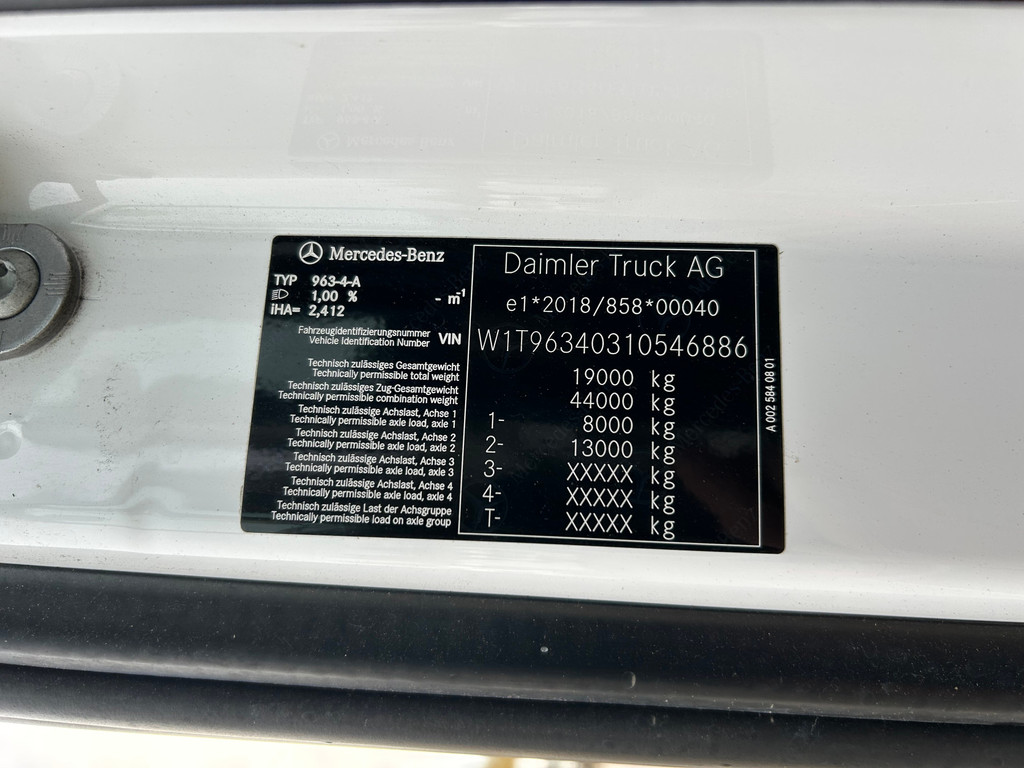 Mercedes-Benz
TYP 963-4-A
1,00 % - m⁻¹
iHA= 2,412
Daimler Truck AG
e1*2018/858*00040
Fahrzeugidentifizierungsnummer
Vehicle Identification Number VIN W1T96340310546886
Technisch zulässiges Gesamtgewicht
Technically permissible total weight 19000 kg
Technisch zulässiges Zug-Gesamtgewicht
Technically permissible combination weight 44000 kg
Technisch zulässige Achslast, Achse 1
Technically permissible axle load, axle 1 1- 8000 kg
Technisch zulässige Achslast, Achse 2
Technically permissible axle load, axle 2 2- 13000 kg
Technisch zulässige Achslast, Achse 3
Technically permissible axle load, axle 3 3- XXXXX kg
Technisch zulässige Achslast, Achse 4
Technically permissible axle load, axle 4 4- XXXXX kg
Technisch zulässige Last der Achsgruppe
Technically permissible load on axle group T- XXXXX kg
A 002 584 08 01